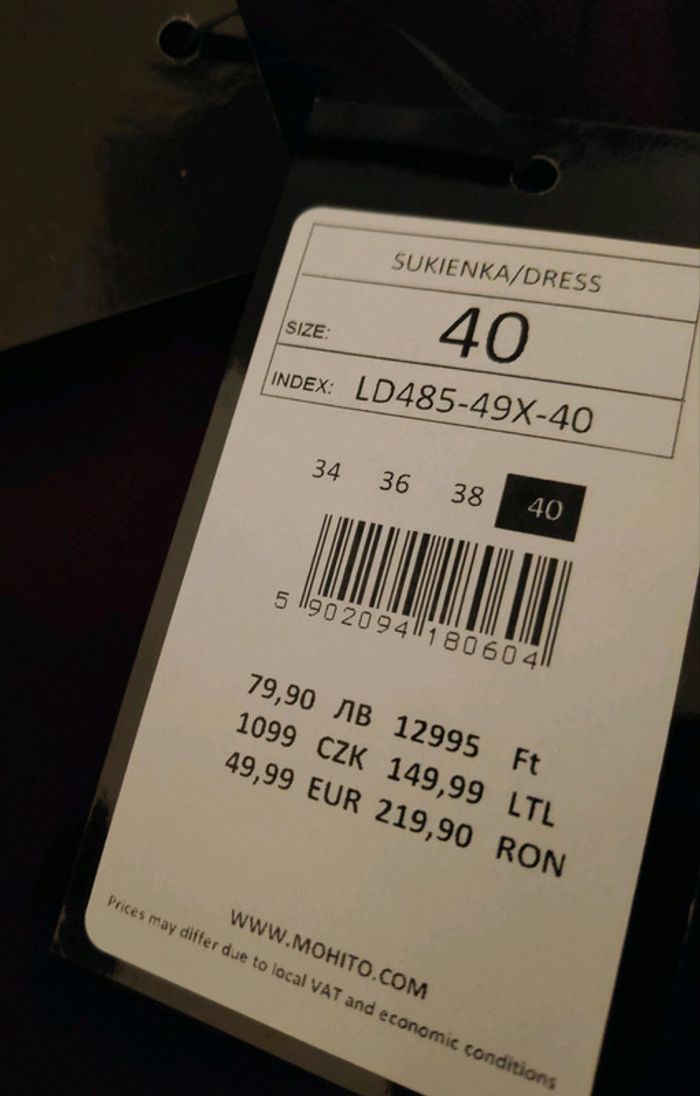 SUKIENKA/DRESS
SIZE: 40
INDEX: LD485-49X-40
34 36 38 40
5 902094 180604
79,90 ЛВ 12995 Ft
1099 CZK 149,99 LTL
49,99 EUR 219,90 RON
WWW.MOHITO.COM
Prices may differ due to local VAT and economic conditions